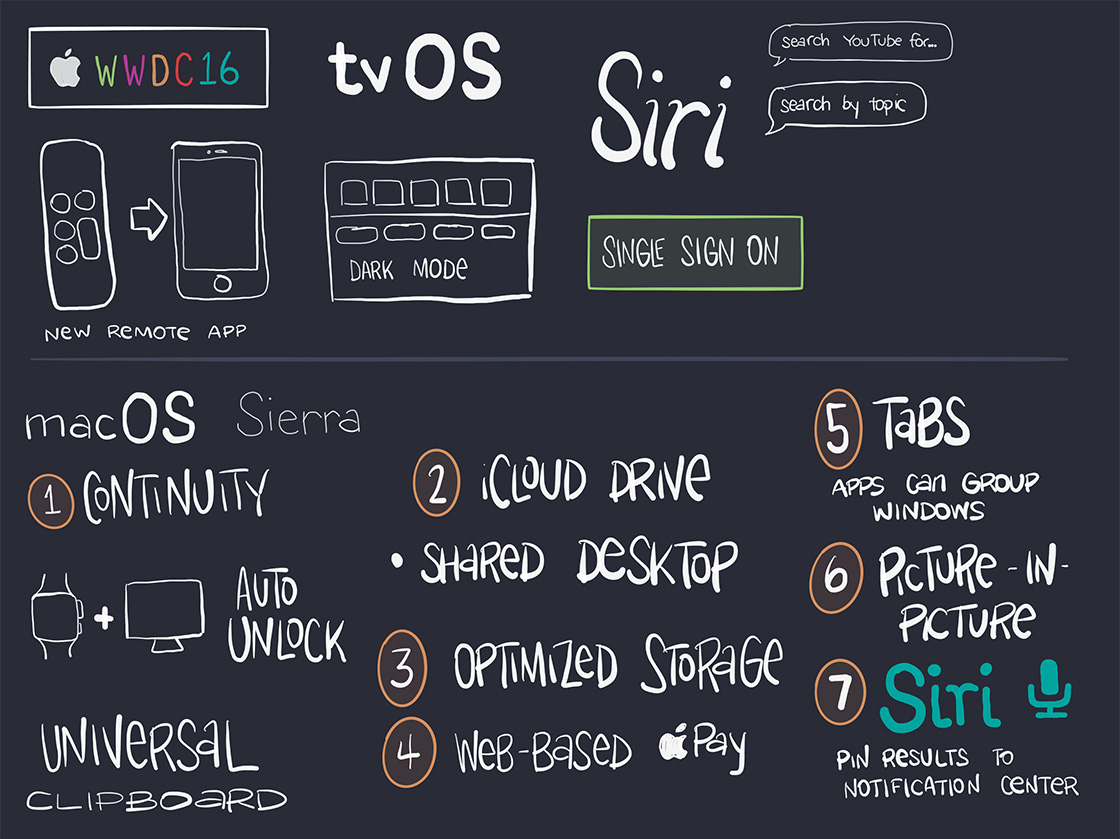 WWDC16
tvOS
Siri
search YouTube for...
search by topic
NEW REMOTE APP
DARK MODE
SINGLE SIGN ON
macOS Sierra
1 CONTINUITY
AUTO
UNLOCK
UNIVERSAL
CLIPBOARD
2 iCLOUD DRIVE
• SHARED DESKTOP
3 OPTIMIZED STORAGE
4 WEB-BASED Pay
5 TABS
APPS CAN GROUP
WINDOWS
6 PICTURE-IN-
PICTURE
7 Siri
PIN RESULTS TO
NOTIFICATION CENTER